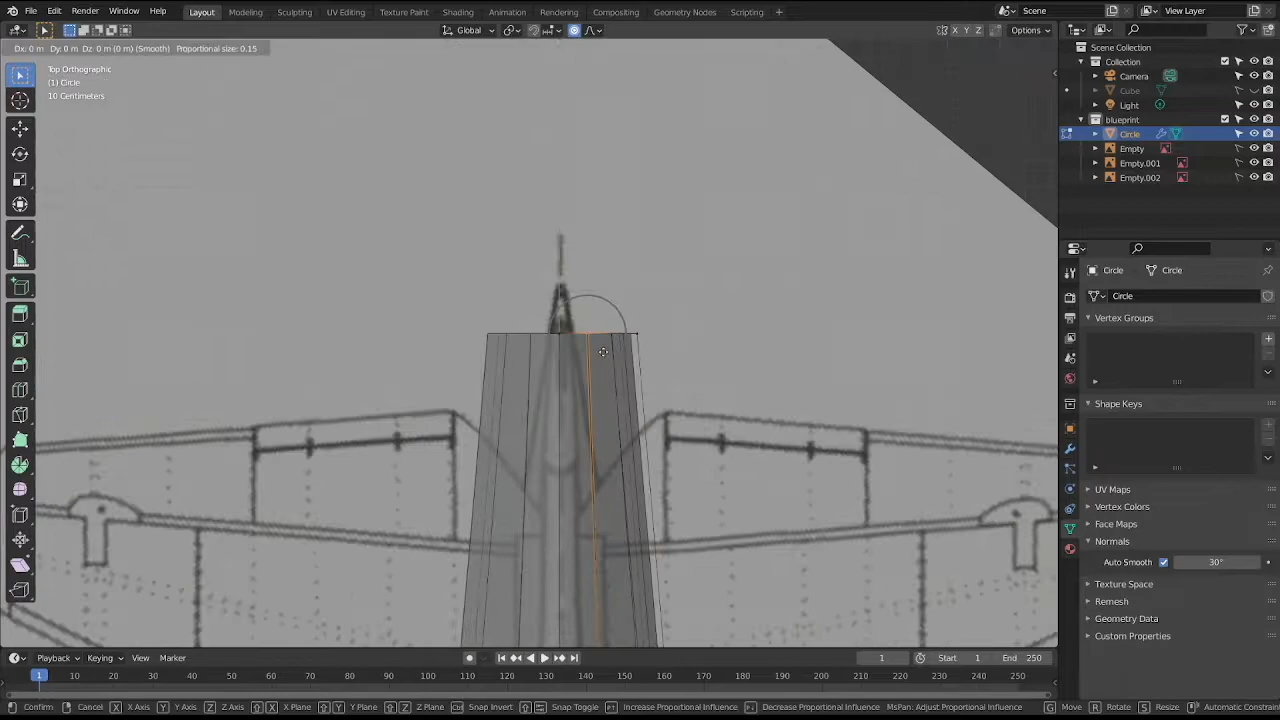 File Edit Render Window Help Layout Modeling Sculpting UV Editing Texture Paint Shading Animation Rendering Compositing Geometry Nodes Scripting + Scene View Layer
Global Options X Y Z
Dx: 0 m Dy: 0 m Dz: 0 m (0 m) (Smooth) Proportional size: 0.15
Top Orthographic
(1) Circle
10 Centimeters
Scene Collection
Collection
Camera
Cube
Light
blueprint
Circle
Empty
Empty.001
Empty.002
Circle Circle
Circle
Vertex Groups
Shape Keys
UV Maps
Vertex Colors
Face Maps
Normals
Auto Smooth 30°
Texture Space
Remesh
Geometry Data
Custom Properties
Playback Keying View Marker 1 Start 1 End 250
1 10 20 30 40 50 60 70 80 90 100 110 120 130 140 150 160 170 180 190 200 210 220 230 240 250
Confirm Cancel X X Axis Y Y Axis Z Z Axis X X Plane Y Y Plane Z Z Plane Ctrl Snap Invert Snap Toggle Increase Proportional Influence Decrease Proportional Influence MsPan: Adjust Proportional Influence G Move R Rotate S Resize Automatic Constrain